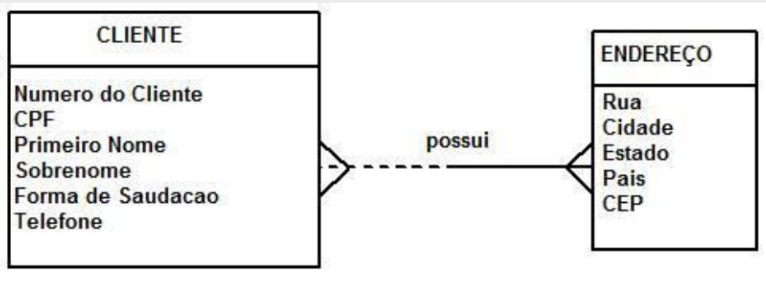 CLIENTE
Numero do Cliente
CPF
Primeiro Nome
Sobrenome
Forma de Saudacao
Telefone
possui
ENDEREÇO
Rua
Cidade
Estado
Pais
CEP